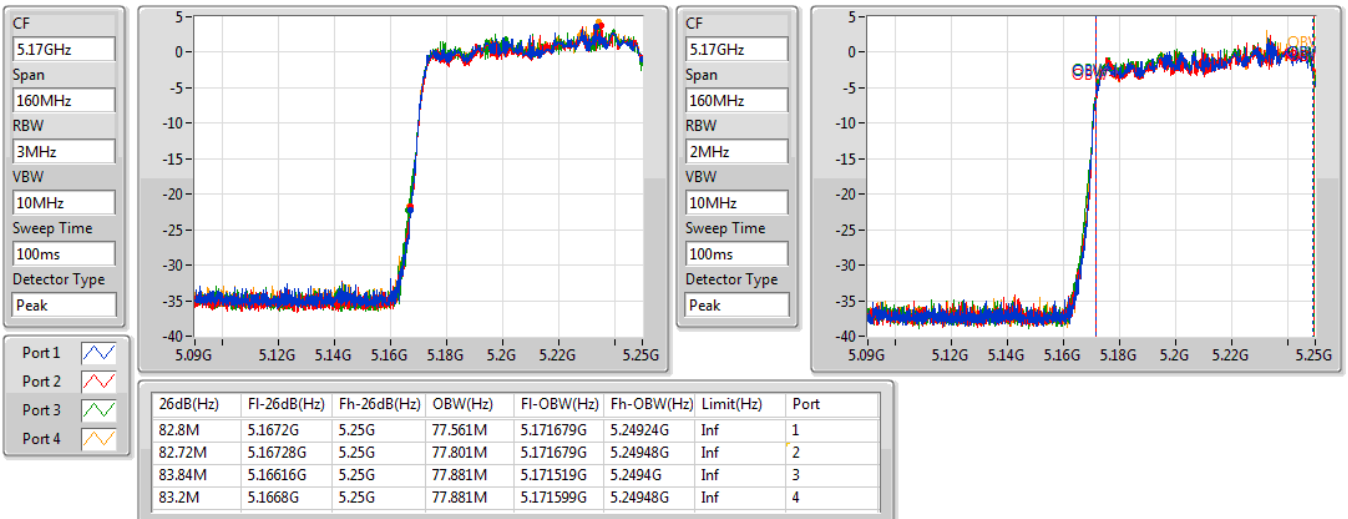 CF
5.17GHz
Span
160MHz
RBW
3MHz
VBW
10MHz
Sweep Time
100ms
Detector Type
Peak
5
0
-5
-10
-15
-20
-25
-30
-35
-40
5.09G 5.12G 5.14G 5.16G 5.18G 5.2G 5.22G 5.25G
CF
5.17GHz
Span
160MHz
RBW
2MHz
VBW
10MHz
Sweep Time
100ms
Detector Type
Peak
5
0
-5
-10
-15
-20
-25
-30
-35
-40
OBW
5.09G 5.12G 5.14G 5.16G 5.18G 5.2G 5.22G 5.25G
Port 1
Port 2
Port 3
Port 4
26dB(Hz) Fl-26dB(Hz) Fh-26dB(Hz) OBW(Hz) Fl-OBW(Hz) Fh-OBW(Hz) Limit(Hz) Port
82.8M 5.1672G 5.25G 77.561M 5.171679G 5.24924G Inf 1
82.72M 5.16728G 5.25G 77.801M 5.171679G 5.24948G Inf 2
83.84M 5.16616G 5.25G 77.881M 5.171519G 5.2494G Inf 3
83.2M 5.1668G 5.25G 77.881M 5.171599G 5.24948G Inf 4